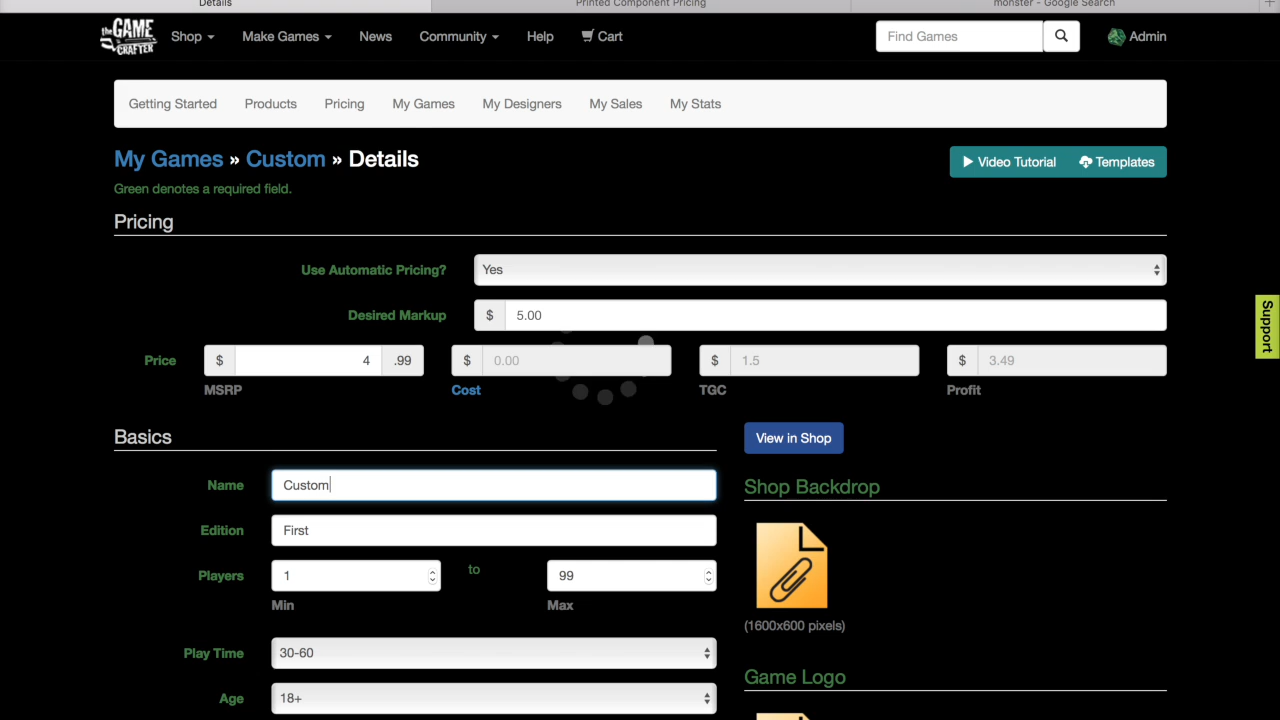 Details
Printed Component Pricing
monster - Google Search
the GAME CRAFTER
Shop
Make Games
News
Community
Help
Cart
Find Games
Admin
Getting Started
Products
Pricing
My Games
My Designers
My Sales
My Stats
My Games » Custom » Details
Video Tutorial
Templates
Green denotes a required field.
Pricing
Use Automatic Pricing?
Yes
Desired Markup
$ 5.00
Price
$ 4 .99
$ 0.00
$ 1.5
$ 3.49
MSRP
Cost
TGC
Profit
Support
Basics
View in Shop
Name
Custom
Shop Backdrop
Edition
First
Players
1
to
99
Min
Max
(1600x600 pixels)
Play Time
30-60
Game Logo
Age
18+